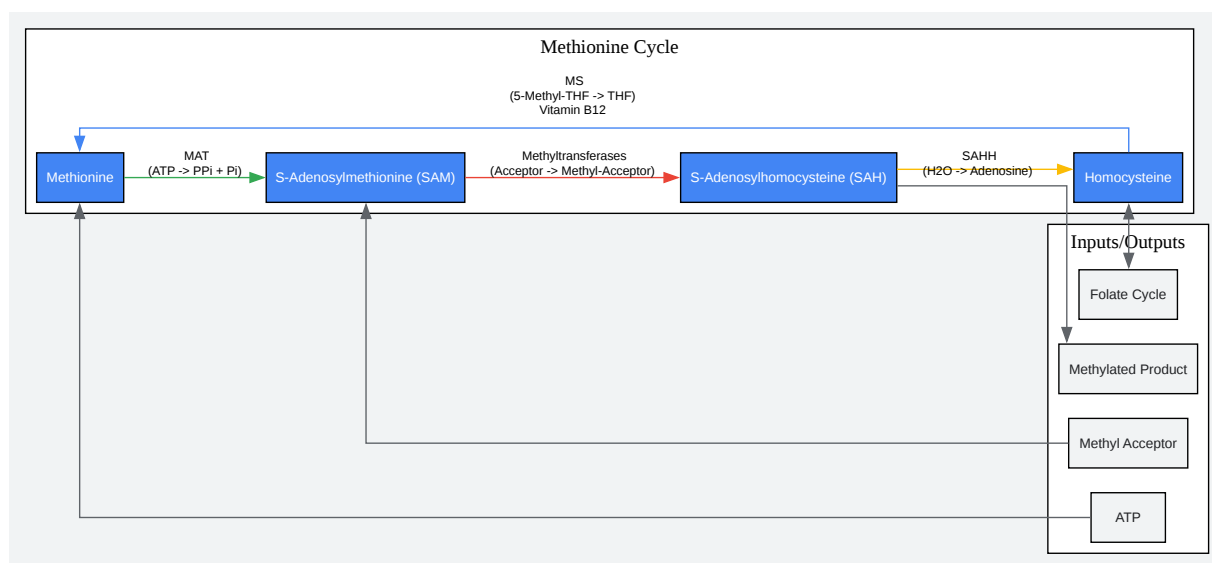 Methionine Cycle
MS
(5-Methyl-THF -> THF)
Vitamin B12
MAT
(ATP -> PPi + Pi)
Methyltransferases
(Acceptor -> Methyl-Acceptor)
SAHH
(H2O -> Adenosine)
Methionine
S-Adenosylmethionine (SAM)
S-Adenosylhomocysteine (SAH)
Homocysteine
Inputs/Outputs
Folate Cycle
Methylated Product
Methyl Acceptor
ATP